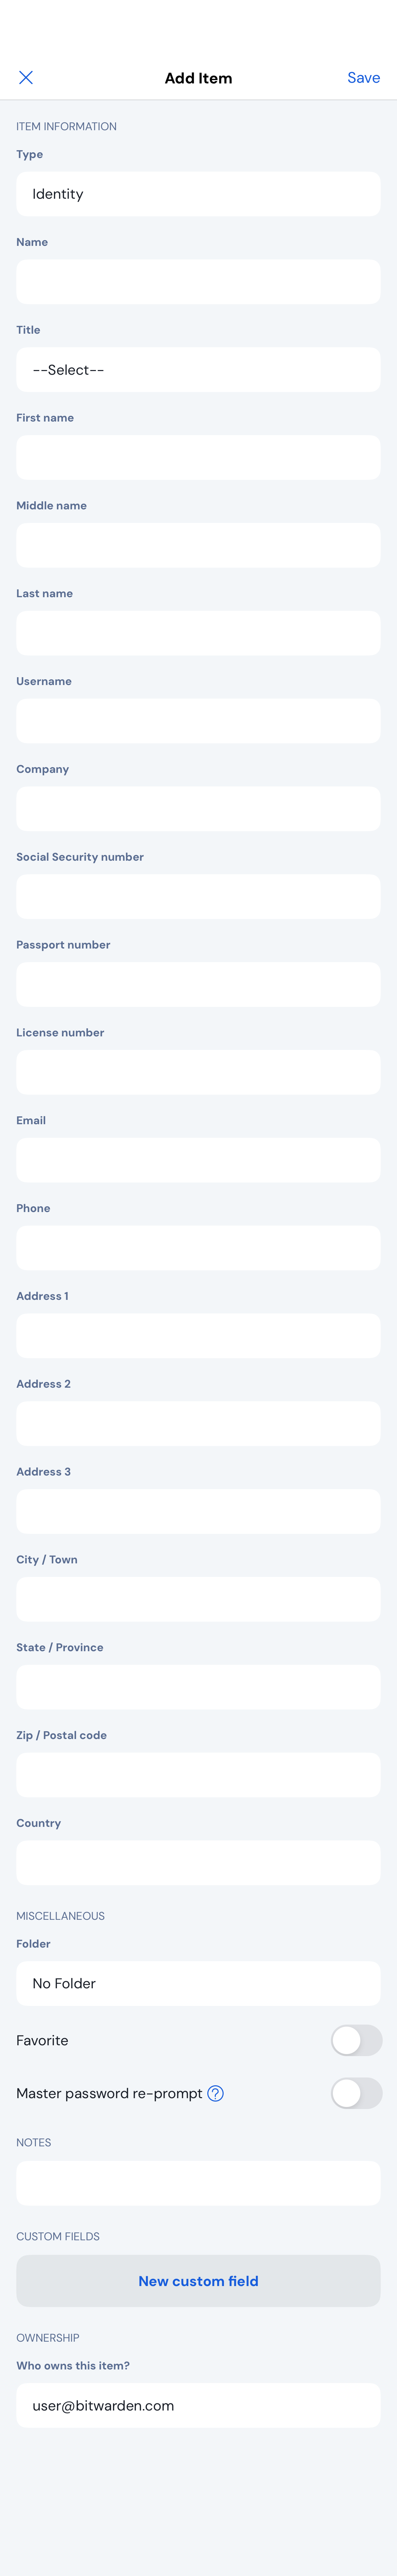 Add Item
Save
ITEM INFORMATION
Type
Identity
Name
Title
--Select--
First name
Middle name
Last name
Username
Company
Social Security number
Passport number
License number
Email
Phone
Address 1
Address 2
Address 3
City / Town
State / Province
Zip / Postal code
Country
MISCELLANEOUS
Folder
No Folder
Favorite
Master password re-prompt ?
NOTES
CUSTOM FIELDS
New custom field
OWNERSHIP
Who owns this item?
user@bitwarden.com